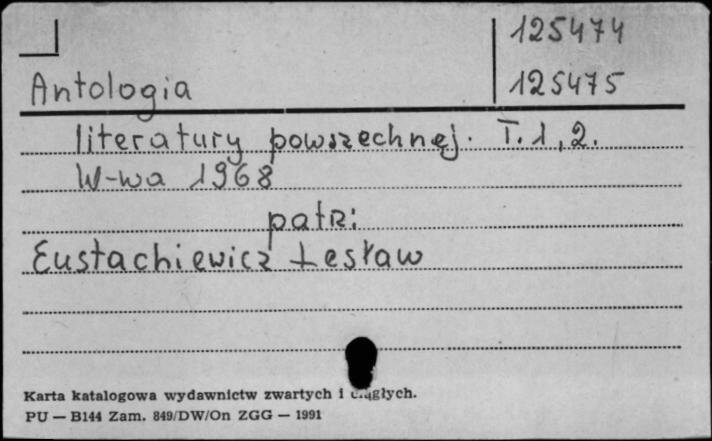 125474
125475
Antologia
literatury powszechnej. T. 1, 2.
W-wa 1968
patrz:
Eustachiewicz Lesław
Karta katalogowa wydawnictw zwartych i ciągłych.
PU — B144 Zam. 849/DW/On ZGG — 1991